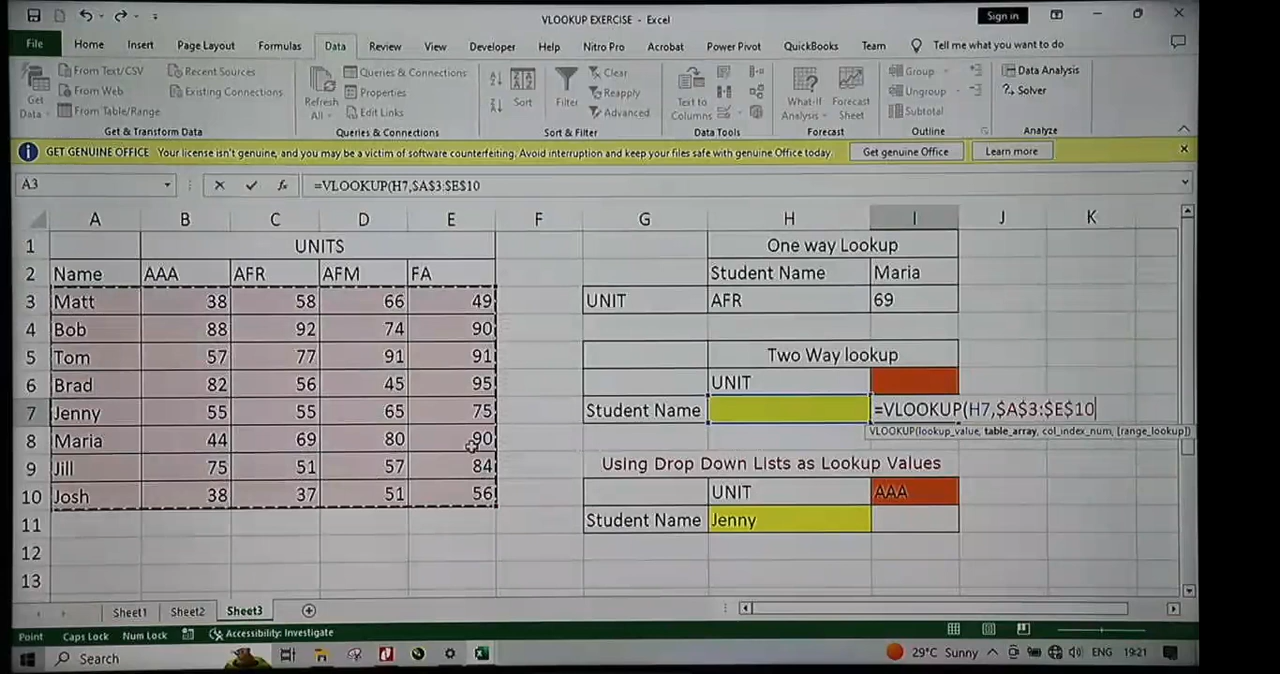 VLOOKUP EXERCISE - Excel
Sign in
File Home Insert Page Layout Formulas Data Review View Developer Help Nitro Pro Acrobat Power Pivot QuickBooks Team Tell me what you want to do
Get Data
From Text/CSV
From Web
From Table/Range
Recent Sources
Existing Connections
Refresh All
Queries & Connections
Properties
Edit Links
Sort
Filter
Clear
Reapply
Advanced
Text to Columns
What-If Analysis
Forecast Sheet
Group
Ungroup
Subtotal
Data Analysis
Solver
Get & Transform Data Queries & Connections Sort & Filter Data Tools Forecast Outline Analyze
GET GENUINE OFFICE Your license isn't genuine, and you may be a victim of software counterfeiting. Avoid interruption and keep your files safe with genuine Office today. Get genuine Office Learn more
A3 fx =VLOOKUP(H7,$A$3:$E$10
A B C D E F G H I J K
1 UNITS One way Lookup
2 Name AAA AFR AFM FA Student Name Maria
3 Matt 38 58 66 49 UNIT AFR 69
4 Bob 88 92 74 90
5 Tom 57 77 91 91 Two Way lookup
6 Brad 82 56 45 95 UNIT
7 Jenny 55 55 65 75 Student Name =VLOOKUP(H7,$A$3:$E$10
VLOOKUP(lookup_value, table_array, col_index_num, [range_lookup])
8 Maria 44 69 80 90
9 Jill 75 51 57 84 Using Drop Down Lists as Lookup Values
10 Josh 38 37 51 56 UNIT AAA
11 Student Name Jenny
12
13
Sheet1 Sheet2 Sheet3
Point Caps Lock Num Lock Accessibility: Investigate
Search 29°C Sunny ENG 19:21